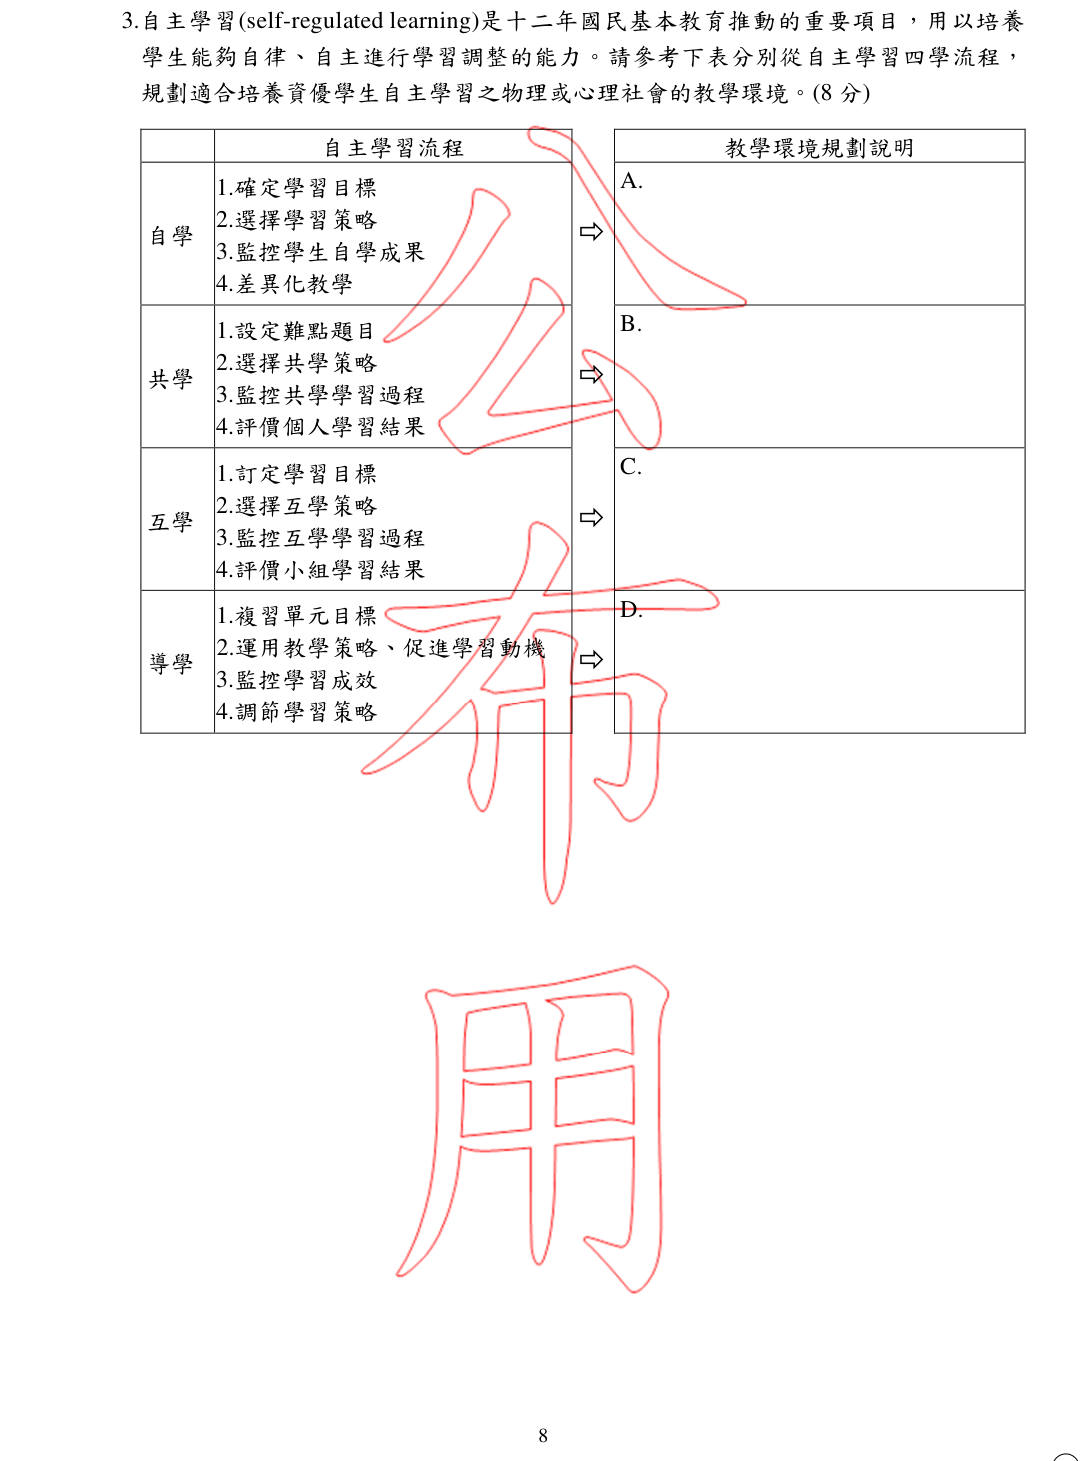 3.自主學習(self-regulated learning)是十二年國民基本教育推動的重要項目，用以培養
學生能夠自律、自主進行學習調整的能力。請參考下表分別從自主學習四學流程，
規劃適合培養資優學生自主學習之物理或心理社會的教學環境。(8 分)
自主學習流程
教學環境規劃說明
自學
1.確定學習目標
2.選擇學習策略
3.監控學生自學成果
4.差異化教學
⇨
A.
共學
1.設定難點題目
2.選擇共學策略
3.監控共學學習過程
4.評價個人學習結果
⇨
B.
互學
1.訂定學習目標
2.選擇互學策略
3.監控互學學習過程
4.評價小組學習結果
⇨
C.
導學
1.複習單元目標
2.運用教學策略、促進學習動機
3.監控學習成效
4.調節學習策略
⇨
D.
公
布
用
8